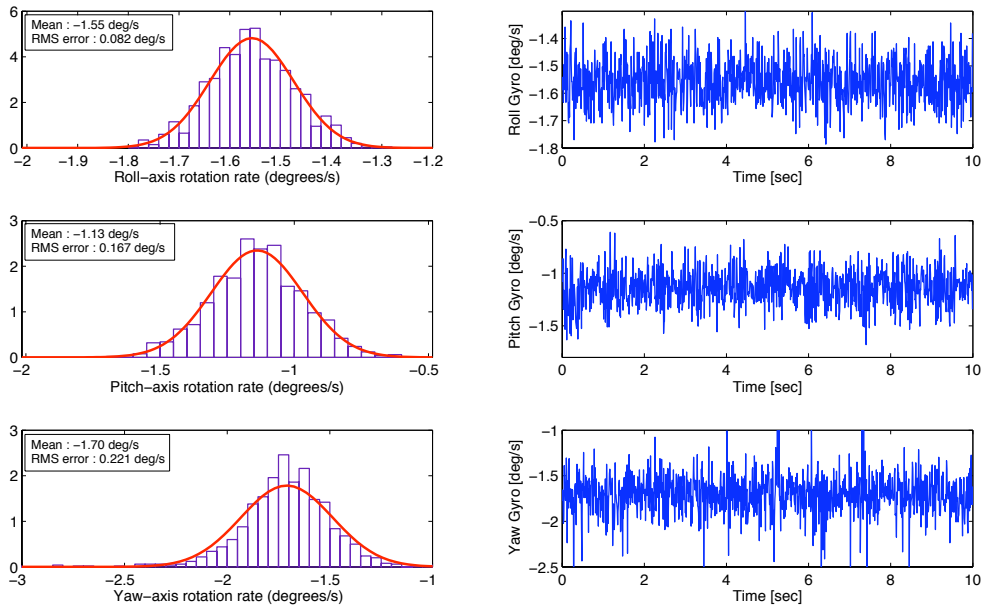 Mean : −1.55 deg/s
RMS error : 0.082 deg/s
6
4
2
0
−2 −1.9 −1.8 −1.7 −1.6 −1.5 −1.4 −1.3 −1.2
Roll−axis rotation rate (degrees/s)
Roll Gyro [deg/s]
−1.4
−1.5
−1.6
−1.7
−1.8
0 2 4 6 8 10
Time [sec]
Mean : −1.13 deg/s
RMS error : 0.167 deg/s
3
2
1
0
−2 −1.5 −1 −0.5
Pitch−axis rotation rate (degrees/s)
Pitch Gyro [deg/s]
−0.5
−1
−1.5
0 2 4 6 8 10
Time [sec]
Mean : −1.70 deg/s
RMS error : 0.221 deg/s
3
2
1
0
−3 −2.5 −2 −1.5 −1
Yaw−axis rotation rate (degrees/s)
Yaw Gyro [deg/s]
−1
−1.5
−2
−2.5
0 2 4 6 8 10
Time [sec]